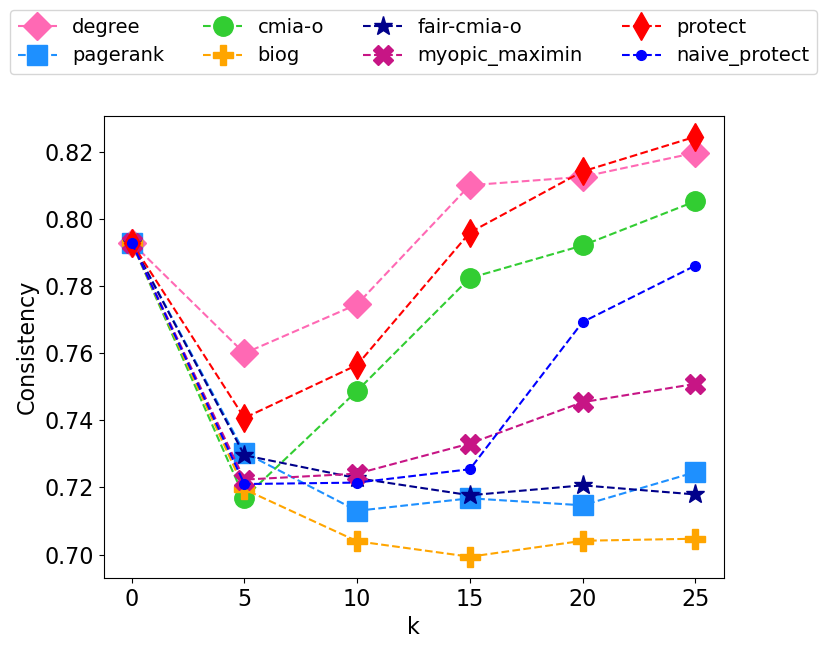 degree cmia-o fair-cmia-o protect
pagerank biog myopic_maximin naive_protect
0.82
0.80
0.78
0.76
0.74
0.72
0.70
Consistency
0 5 10 15 20 25
k